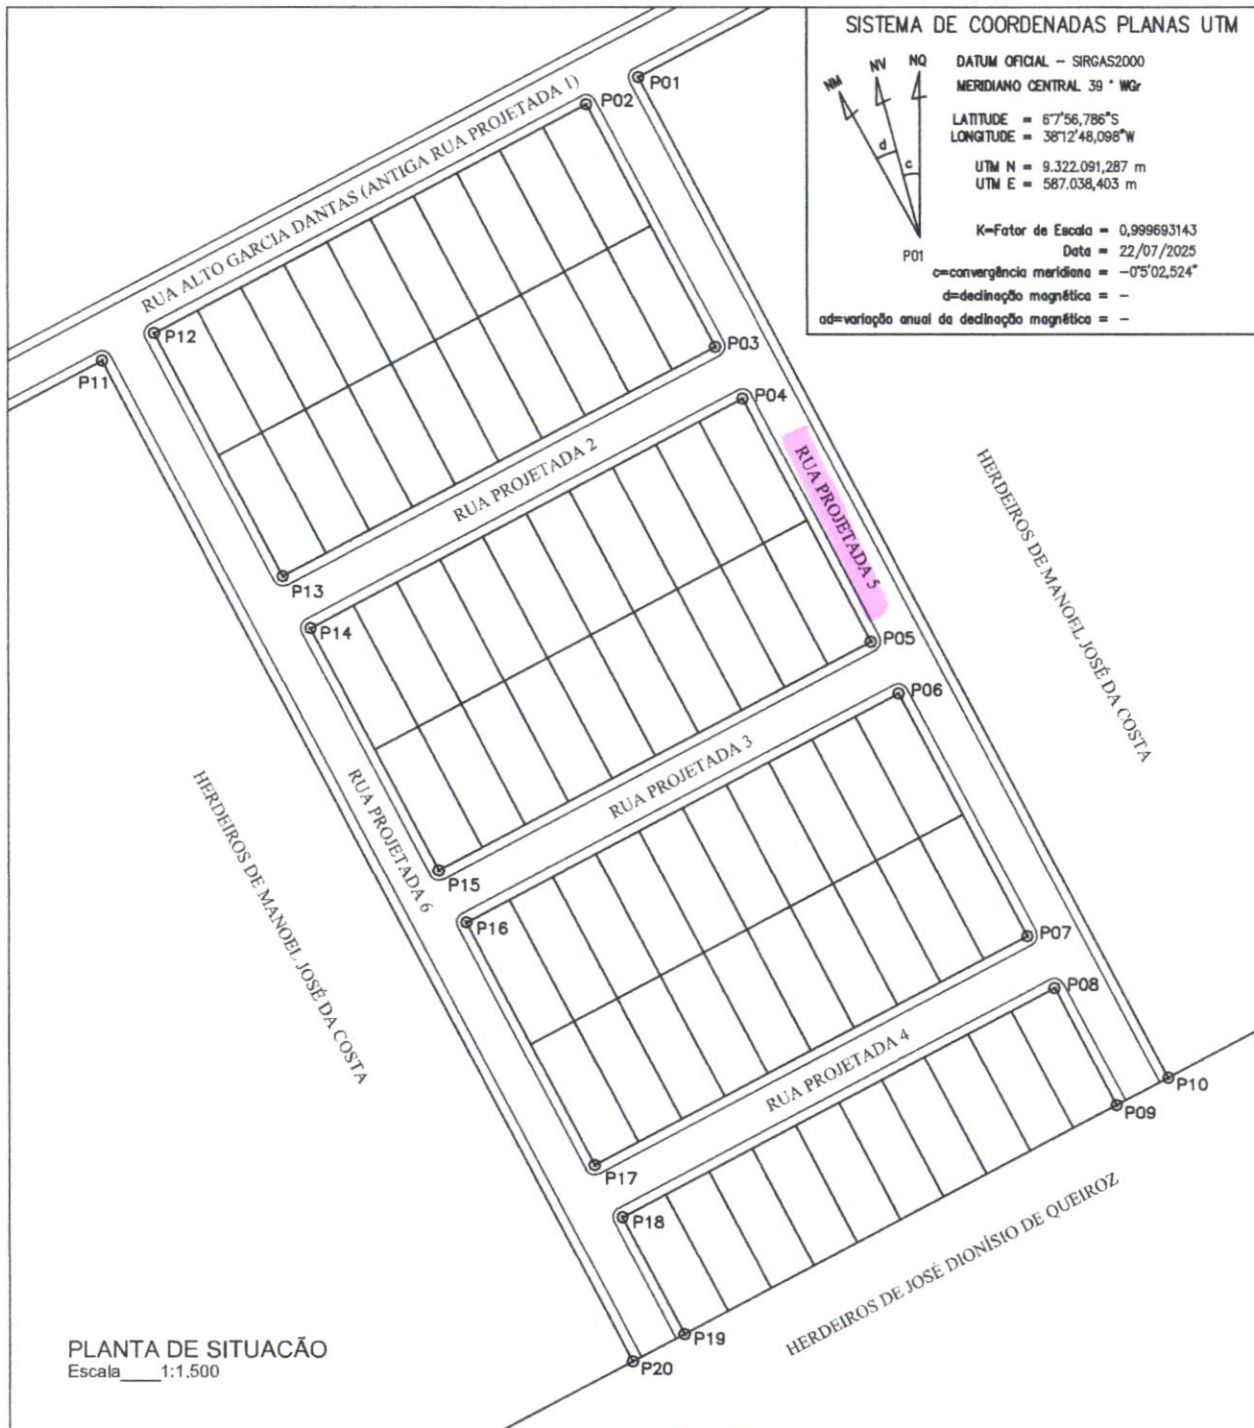 SISTEMA DE COORDENADAS PLANAS UTM
NM
NV
NQ
d
c
P01
DATUM OFICIAL - SIRGAS2000
MERIDIANO CENTRAL 39 ° WGr
LATITUDE = 6°7'56,786"S
LONGITUDE = 38°12'48,098"W
UTM N = 9.322.091,287 m
UTM E = 587.038,403 m
K=Fator de Escala = 0,999693143
Data = 22/07/2025
c=convergência meridiana = -0°5'02,524"
d=declinação magnética = -
ad=variação anual da declinação magnética = -
P01
P02
RUA ALTO GARCIA DANTAS (ANTIGA RUA PROJETADA 1)
P12
P11
P03
P04
RUA PROJETADA 2
RUA PROJETADA 5
HERDEIROS DE MANOEL JOSÉ DA COSTA
P13
P14
P05
P06
RUA PROJETADA 3
RUA PROJETADA 6
HERDEIROS DE MANOEL JOSÉ DA COSTA
P15
P16
P07
P08
RUA PROJETADA 4
P10
P09
P17
P18
HERDEIROS DE JOSÉ DIONÍSIO DE QUEIROZ
P19
P20
PLANTA DE SITUACÃO
Escala____1:1.500